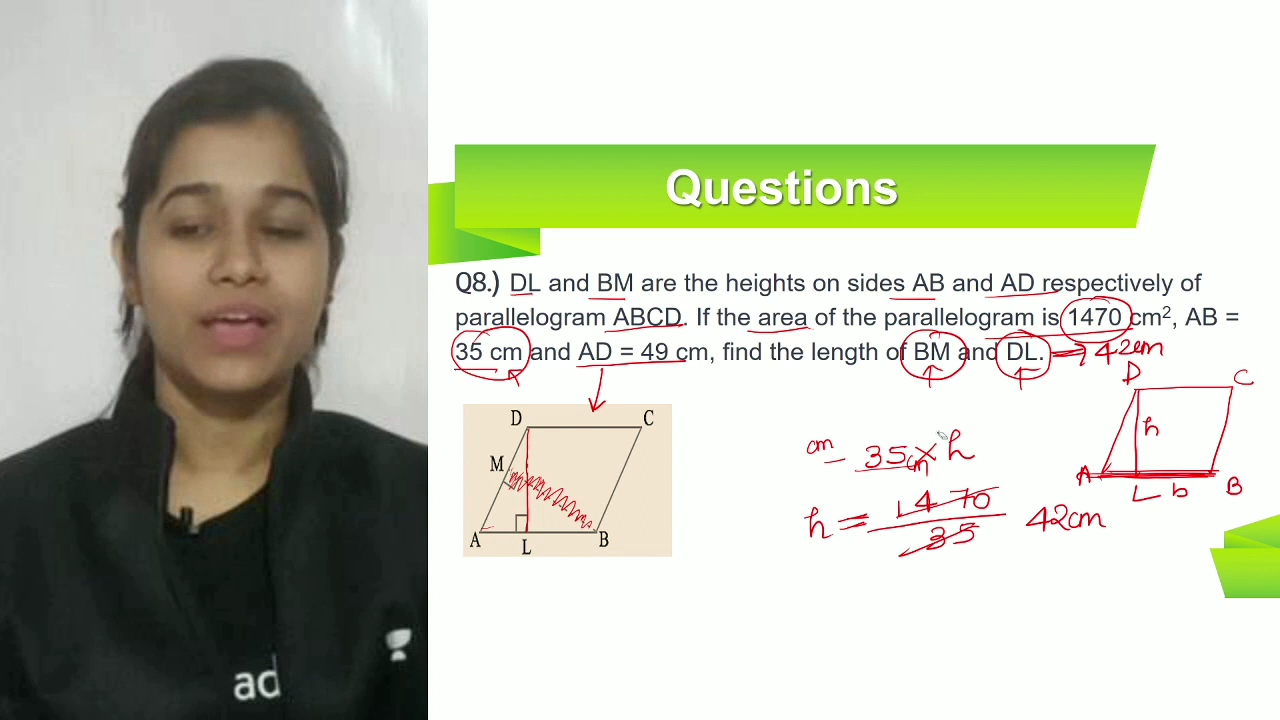 Questions
Q8.) DL and BM are the heights on sides AB and AD respectively of
parallelogram ABCD. If the area of the parallelogram is 1470 cm², AB =
35 cm and AD = 49 cm, find the length of BM and DL. → 42cm
D C
M
A L B
D C
h
A L b B
cm
= 35cm × h
h = 1470
35
42cm
ad